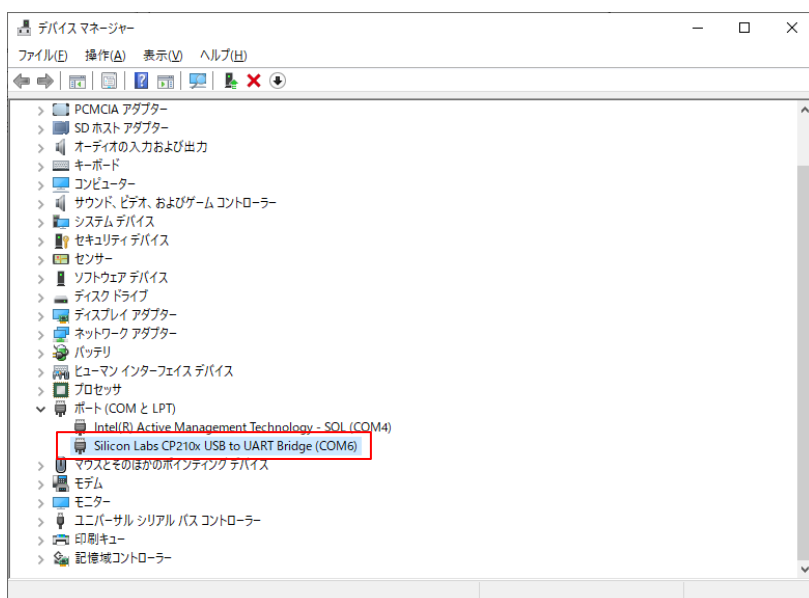 デバイス マネージャー
ファイル(F) 操作(A) 表示(V) ヘルプ(H)
PCMCIA アダプター
SD ホスト アダプター
オーディオの入力および出力
キーボード
コンピューター
サウンド、ビデオ、およびゲーム コントローラー
システム デバイス
セキュリティ デバイス
センサー
ソフトウェア デバイス
ディスク ドライブ
ディスプレイ アダプター
ネットワーク アダプター
バッテリ
ヒューマン インターフェイス デバイス
プロセッサ
ポート (COM と LPT)
Intel(R) Active Management Technology - SOL (COM4)
Silicon Labs CP210x USB to UART Bridge (COM6)
マウスとそのほかのポインティング デバイス
モデム
モニター
ユニバーサル シリアル バス コントローラー
印刷キュー
記憶域コントローラー